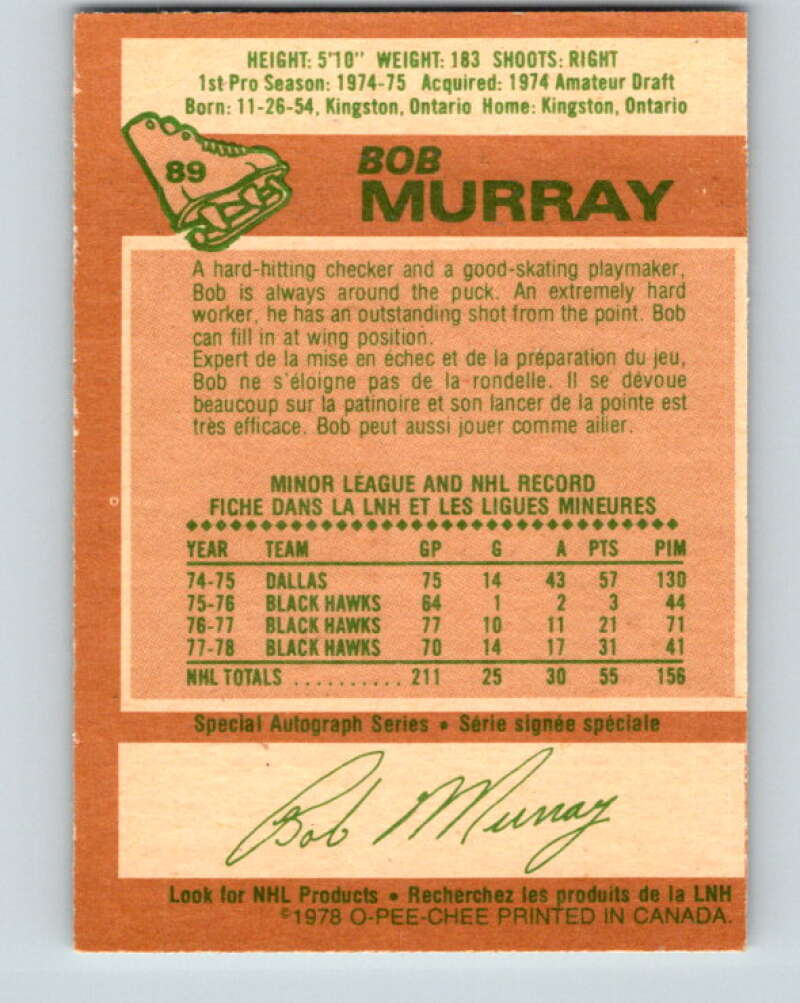 HEIGHT: 5'10" WEIGHT: 183 SHOOTS: RIGHT
1st Pro Season: 1974-75 Acquired: 1974 Amateur Draft
Born: 11-26-54, Kingston, Ontario Home: Kingston, Ontario
89
BOB
MURRAY
A hard-hitting checker and a good-skating playmaker,
Bob is always around the puck. An extremely hard
worker, he has an outstanding shot from the point. Bob
can fill in at wing position.
Expert de la mise en échec et de la préparation du jeu,
Bob ne s'éloigne pas de la rondelle. Il se dévoue
beaucoup sur la patinoire et son lancer de la pointe est
très efficace. Bob peut aussi jouer comme ailier.
MINOR LEAGUE AND NHL RECORD
FICHE DANS LA LNH ET LES LIGUES MINEURES
YEAR TEAM GP G A PTS PIM
74-75 DALLAS 75 14 43 57 130
75-76 BLACK HAWKS 64 1 2 3 44
76-77 BLACK HAWKS 77 10 11 21 71
77-78 BLACK HAWKS 70 14 17 31 41
NHL TOTALS .......... 211 25 30 55 156
Special Autograph Series • Série signée spéciale
Bob Murray
Look for NHL Products • Recherchez les produits de la LNH
©1978 O-PEE-CHEE PRINTED IN CANADA.